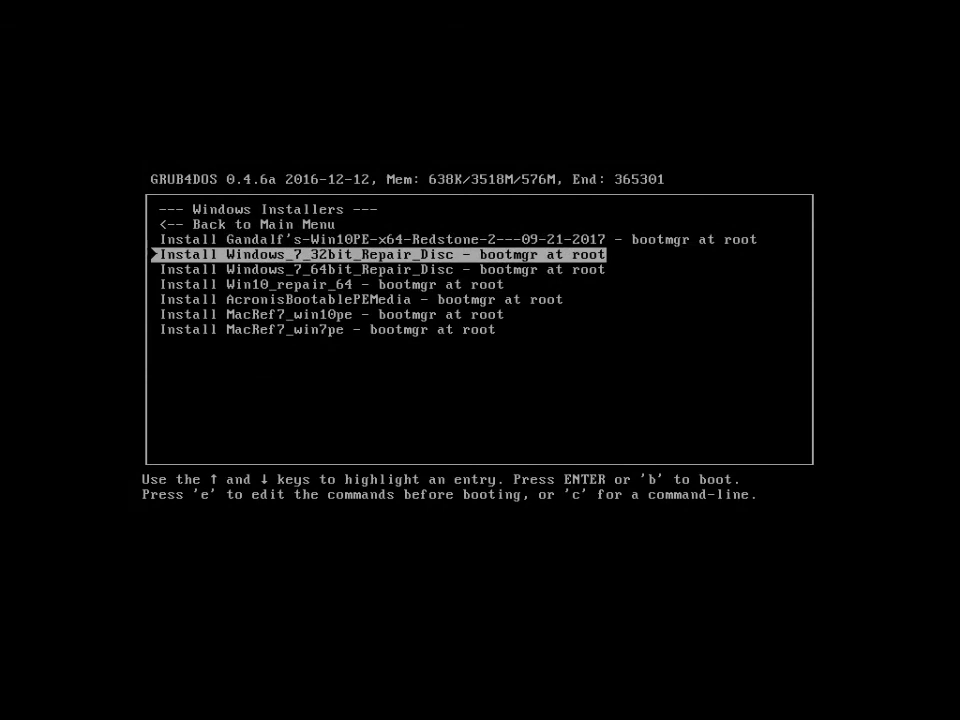 GRUB4DOS 0.4.6a 2016-12-12, Mem: 638K/3518M/576M, End: 365301
--- Windows Installers ---
<-- Back to Main Menu
Install Gandalf's-Win10PE-x64-Redstone-2---09-21-2017 - bootmgr at root
Install Windows_7_32bit_Repair_Disc - bootmgr at root
Install Windows_7_64bit_Repair_Disc - bootmgr at root
Install Win10_repair_64 - bootmgr at root
Install AcronisBootablePEMedia - bootmgr at root
Install MacRef7_win10pe - bootmgr at root
Install MacRef7_win7pe - bootmgr at root
Use the ↑ and ↓ keys to highlight an entry. Press ENTER or 'b' to boot.
Press 'e' to edit the commands before booting, or 'c' for a command-line.